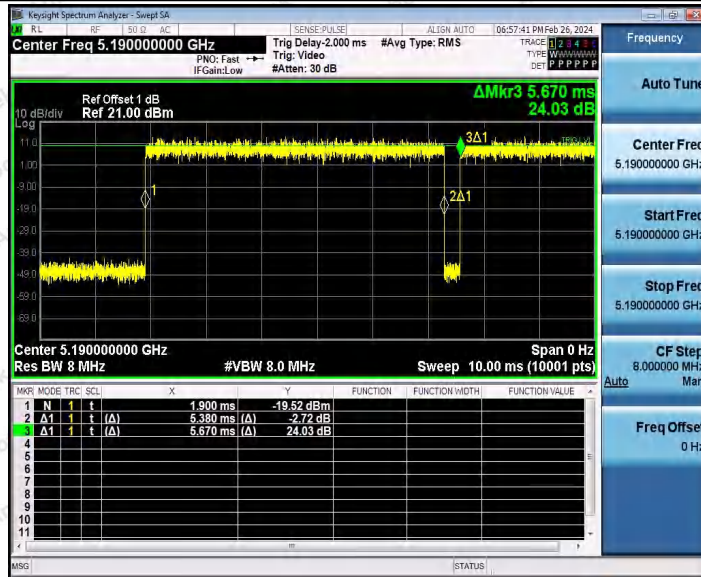 Keysight Spectrum Analyzer - Swept SA
RL RF 50 Ω AC SENSE:PULSE ALIGN AUTO 06:57:41 PM Feb 26, 2024
Center Freq 5.190000000 GHz
PNO: Fast
IFGain:Low
Trig Delay-2.000 ms
Trig: Video
#Atten: 30 dB
#Avg Type: RMS
TRACE 1 2 3 4 5 6
TYPE WWWWWW
DET P P P P P P
Ref Offset 1 dB
10 dB/div Ref 21.00 dBm
Log
ΔMkr3 5.670 ms
24.03 dB
11.0
1.00
-9.00
-19.0
-29.0
-39.0
-49.0
-59.0
-69.0
1
2Δ1
3Δ1
TRIG LVL
Center 5.190000000 GHz Span 0 Hz
Res BW 8 MHz #VBW 8.0 MHz Sweep 10.00 ms (10001 pts)
MKR MODE TRC SCL X Y FUNCTION FUNCTION WIDTH FUNCTION VALUE
1 N 1 t 1.900 ms -19.52 dBm
2 Δ1 1 t (Δ) 5.380 ms (Δ) -2.72 dB
3 Δ1 1 t (Δ) 5.670 ms (Δ) 24.03 dB
4
5
6
7
8
9
10
11
MSG STATUS
Frequency
Auto Tune
Center Freq
5.190000000 GHz
Start Freq
5.190000000 GHz
Stop Freq
5.190000000 GHz
CF Step
8.000000 MHz
Auto Man
Freq Offset
0 Hz